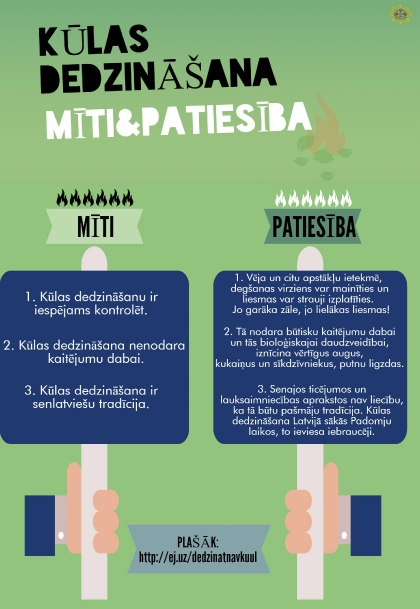 KŪLAS
DEDZINĀŠANA
MĪTI&PATIESĪBA
MĪTI
1. Kūlas dedzināšanu ir
iespējams kontrolēt.
2. Kūlas dedzināšana nenodara
kaitējumu dabai.
3. Kūlas dedzināšana ir
senlatviešu tradīcija.
PATIESĪBA
1. Vēja un citu apstākļu ietekmē,
degšanas virziens var mainīties un
liesmas var strauji izplatīties.
Jo garāka zāle, jo lielākas liesmas!
2. Tā nodara būtisku kaitējumu dabai
un tās bioloģiskajai daudzveidībai,
iznīcina vērtīgus augus,
kukaiņus un sīkdzīvniekus, putnu ligzdas.
3. Senajos ticējumos un
lauksaimniecības aprakstos nav liecību,
ka tā būtu pašmāju tradīcija. Kūlas
dedzināšana Latvijā sākās Padomju
laikos, to ieviesa iebraucēji.
PLAŠĀK:
http://ej.uz/dedzinatnavkuul